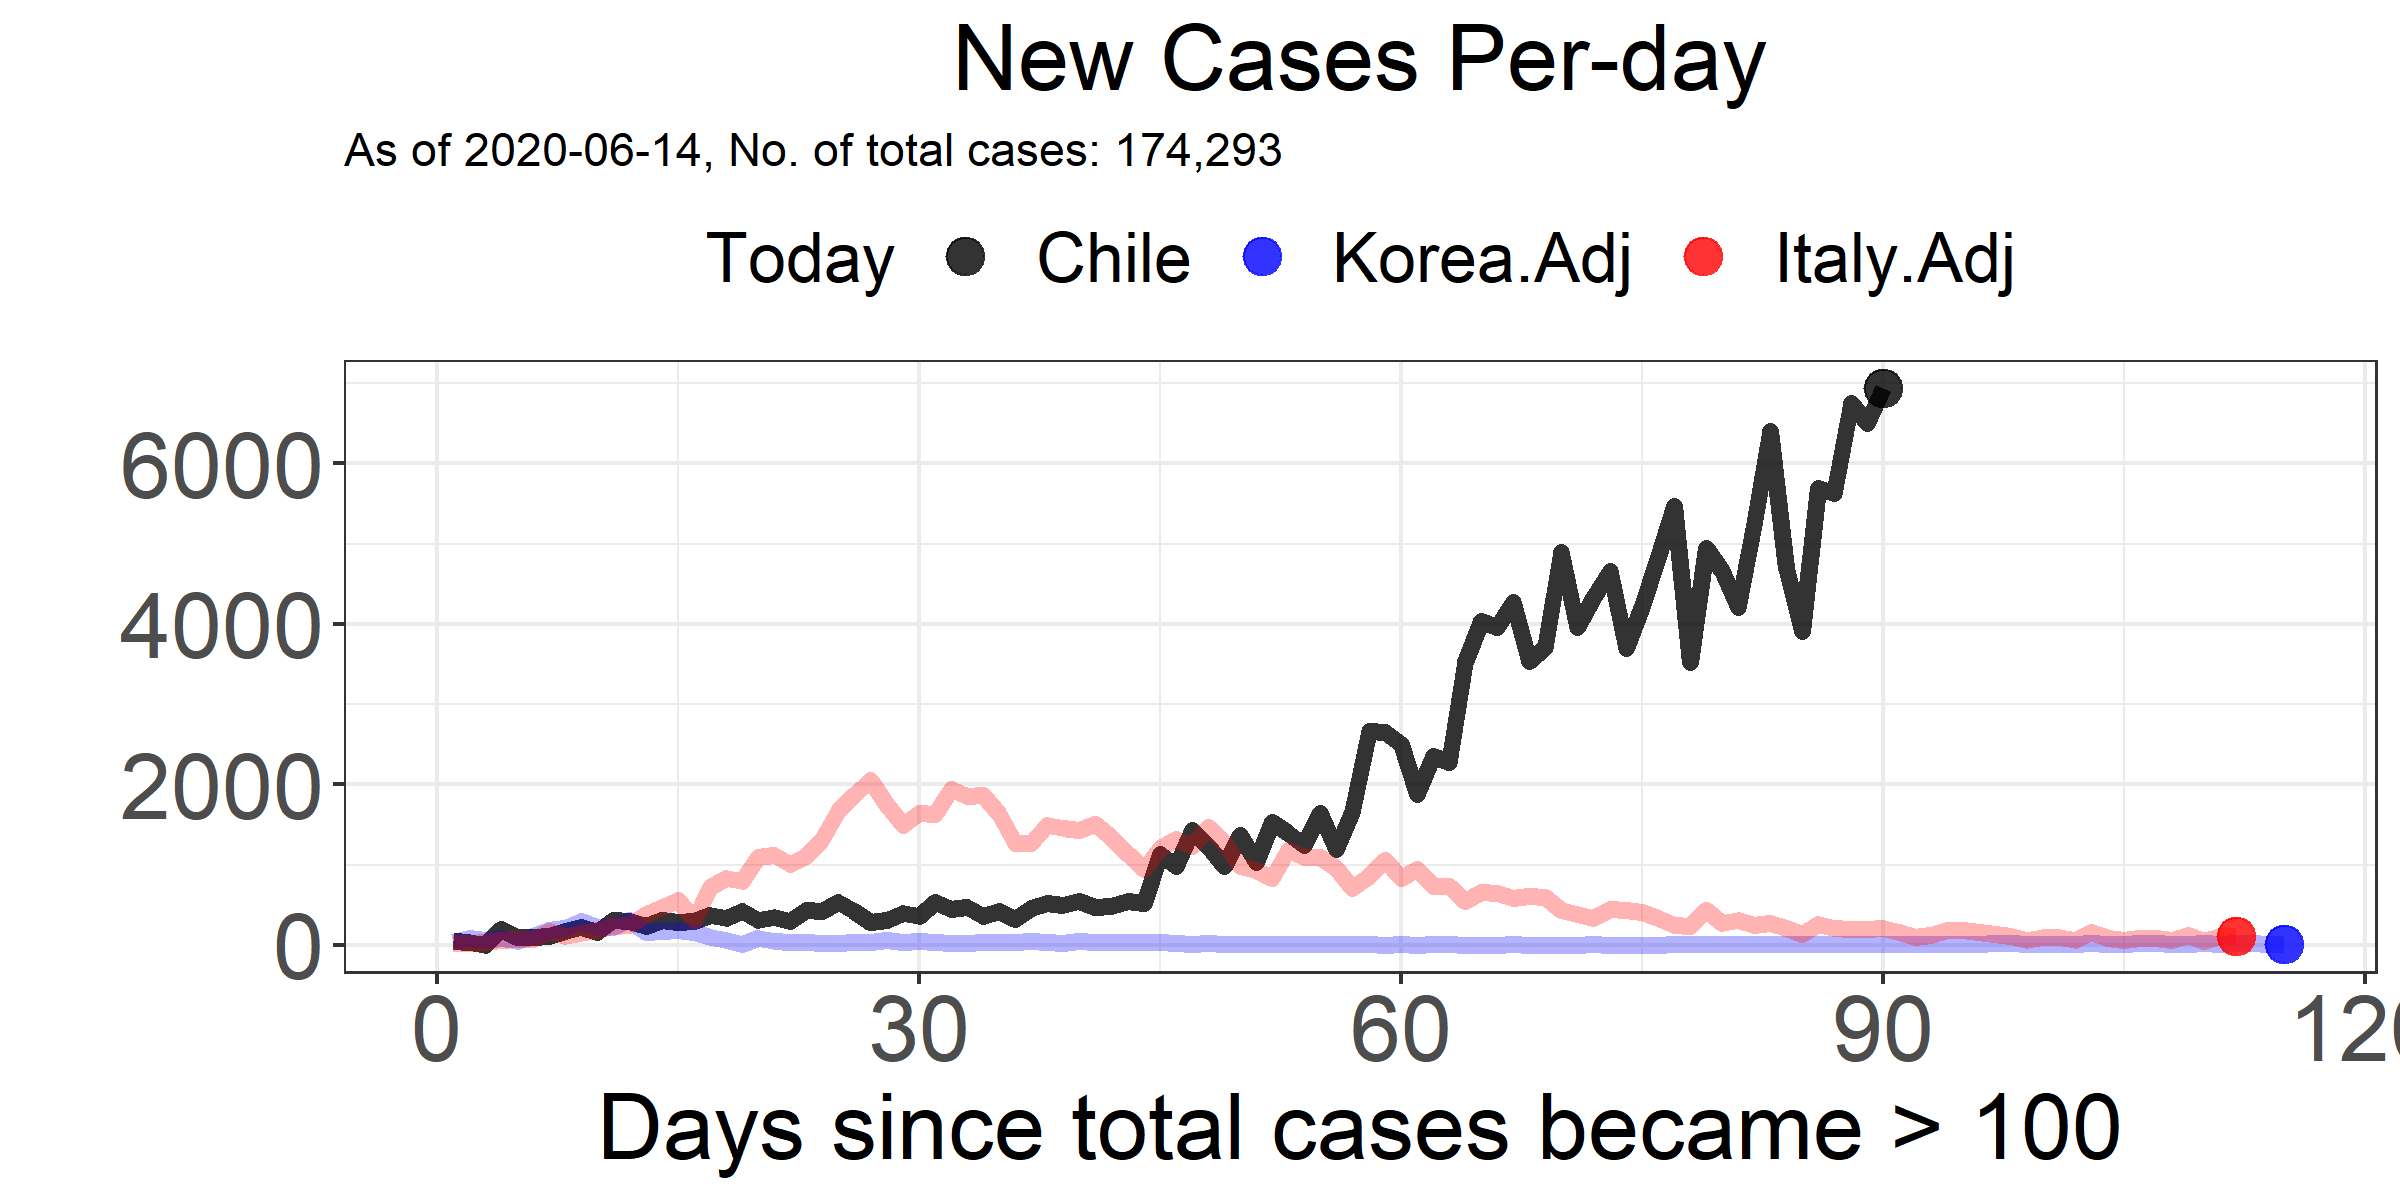 New Cases Per-day
As of 2020-06-14, No. of total cases: 174,293
Today Chile Korea.Adj Italy.Adj
6000
4000
2000
0
0 30 60 90 120
Days since total cases became > 100